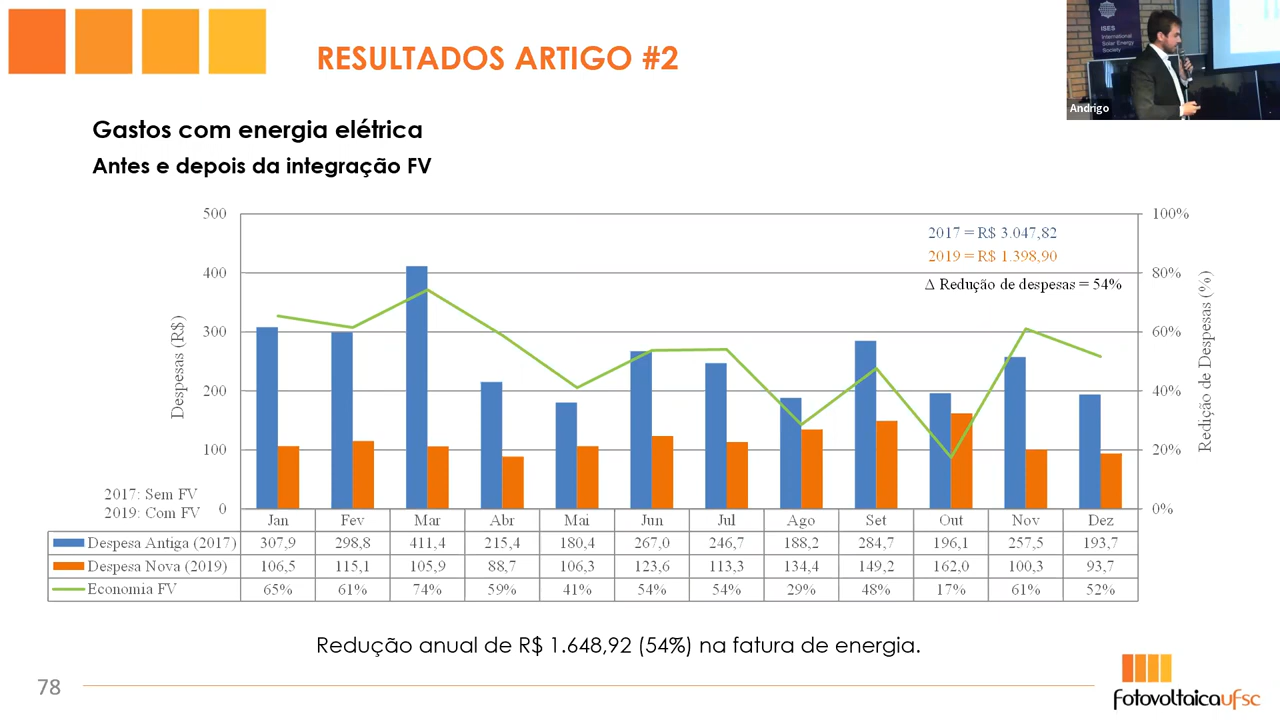 RESULTADOS ARTIGO #2
ISES
International
Solar Energy
Society
Andrigo
Gastos com energia elétrica
Antes e depois da integração FV
500 100%
2017 = R$ 3.047,82
2019 = R$ 1.398,90
400 80%
Δ Redução de despesas = 54%
300 60%
Despesas (R$)
Redição de Despesas (%)
200 40%
100 20%
2017: Sem FV
2019: Com FV
0 0%
Jan Fev Mar Abr Mai Jun Jul Ago Set Out Nov Dez
Despesa Antiga (2017) 307,9 298,8 411,4 215,4 180,4 267,0 246,7 188,2 284,7 196,1 257,5 193,7
Despesa Nova (2019) 106,5 115,1 105,9 88,7 106,3 123,6 113,3 134,4 149,2 162,0 100,3 93,7
Economia FV 65% 61% 74% 59% 41% 54% 54% 29% 48% 17% 61% 52%
Redução anual de R$ 1.648,92 (54%) na fatura de energia.
78
fotovoltaicaufsc